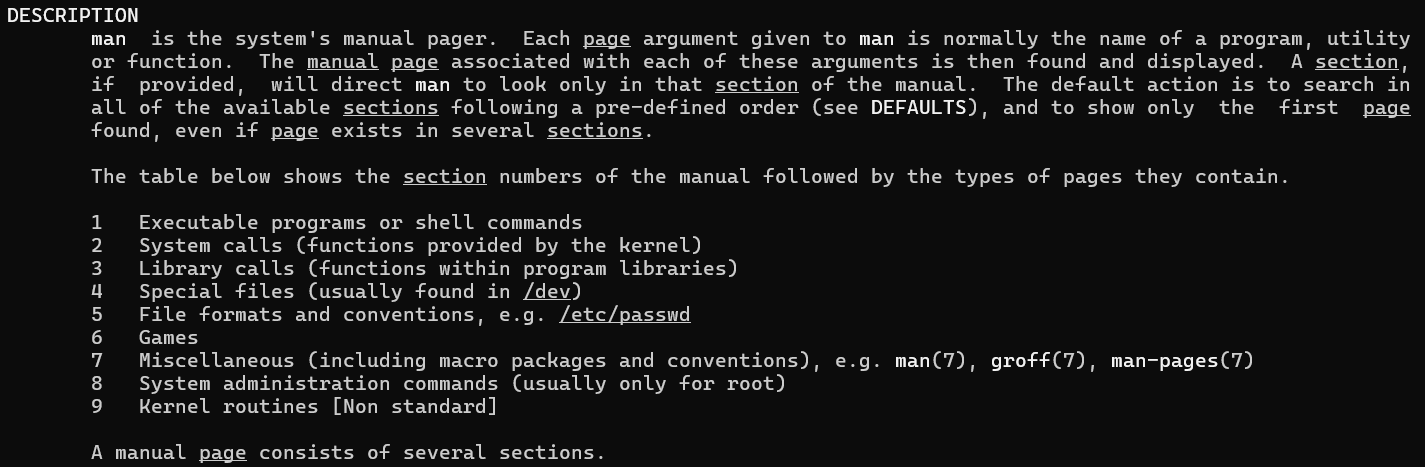 DESCRIPTION
man is the system's manual pager. Each page argument given to man is normally the name of a program, utility
or function. The manual page associated with each of these arguments is then found and displayed. A section,
if provided, will direct man to look only in that section of the manual. The default action is to search in
all of the available sections following a pre-defined order (see DEFAULTS), and to show only the first page
found, even if page exists in several sections.
The table below shows the section numbers of the manual followed by the types of pages they contain.
1 Executable programs or shell commands
2 System calls (functions provided by the kernel)
3 Library calls (functions within program libraries)
4 Special files (usually found in /dev)
5 File formats and conventions, e.g. /etc/passwd
6 Games
7 Miscellaneous (including macro packages and conventions), e.g. man(7), groff(7), man-pages(7)
8 System administration commands (usually only for root)
9 Kernel routines [Non standard]
A manual page consists of several sections.